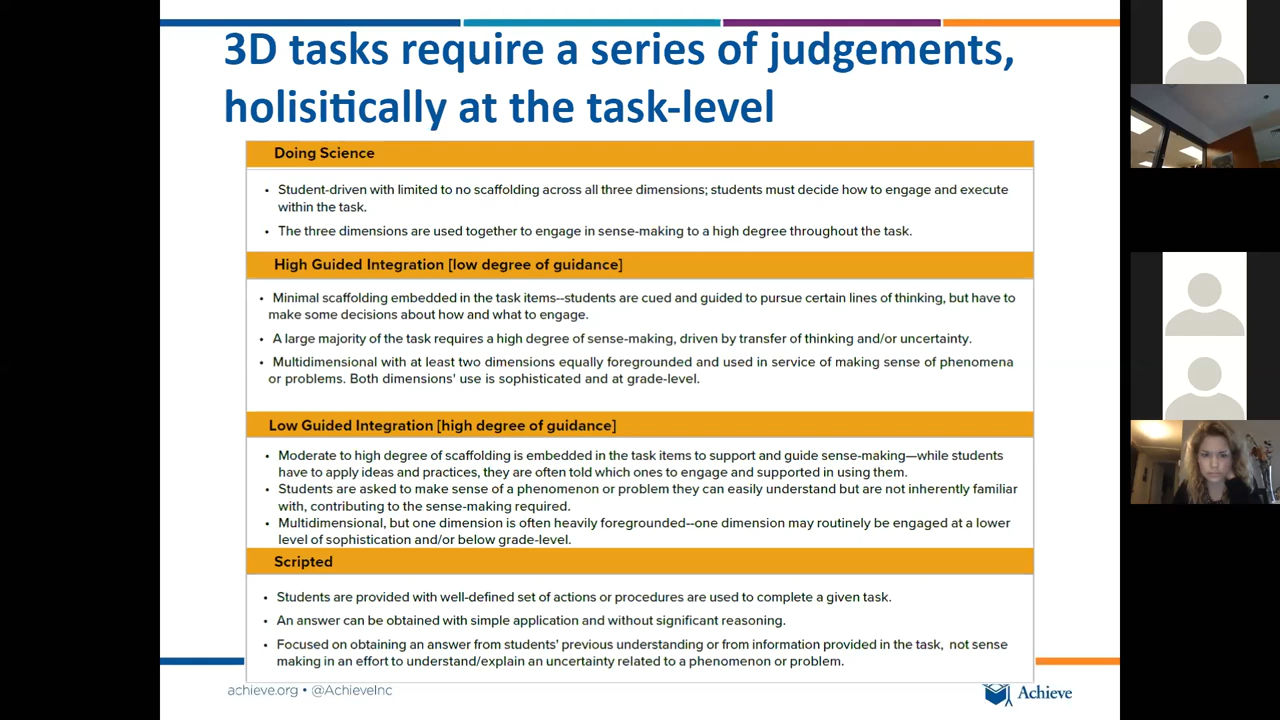 3D tasks require a series of judgements,
holisitically at the task-level
Doing Science
• Student-driven with limited to no scaffolding across all three dimensions; students must decide how to engage and execute
within the task.
• The three dimensions are used together to engage in sense-making to a high degree throughout the task.
High Guided Integration [low degree of guidance]
• Minimal scaffolding embedded in the task items--students are cued and guided to pursue certain lines of thinking, but have to
make some decisions about how and what to engage.
• A large majority of the task requires a high degree of sense-making, driven by transfer of thinking and/or uncertainty.
• Multidimensional with at least two dimensions equally foregrounded and used in service of making sense of phenomena
or problems. Both dimensions' use is sophisticated and at grade-level.
Low Guided Integration [high degree of guidance]
• Moderate to high degree of scaffolding is embedded in the task items to support and guide sense-making—while students
have to apply ideas and practices, they are often told which ones to engage and supported in using them.
• Students are asked to make sense of a phenomenon or problem they can easily understand but are not inherently familiar
with, contributing to the sense-making required.
• Multidimensional, but one dimension is often heavily foregrounded--one dimension may routinely be engaged at a lower
level of sophistication and/or below grade-level.
Scripted
• Students are provided with well-defined set of actions or procedures are used to complete a given task.
• An answer can be obtained with simple application and without significant reasoning.
• Focused on obtaining an answer from students' previous understanding or from information provided in the task, not sense
making in an effort to understand/explain an uncertainty related to a phenomenon or problem.
achieve.org • @AchieveInc
Achieve